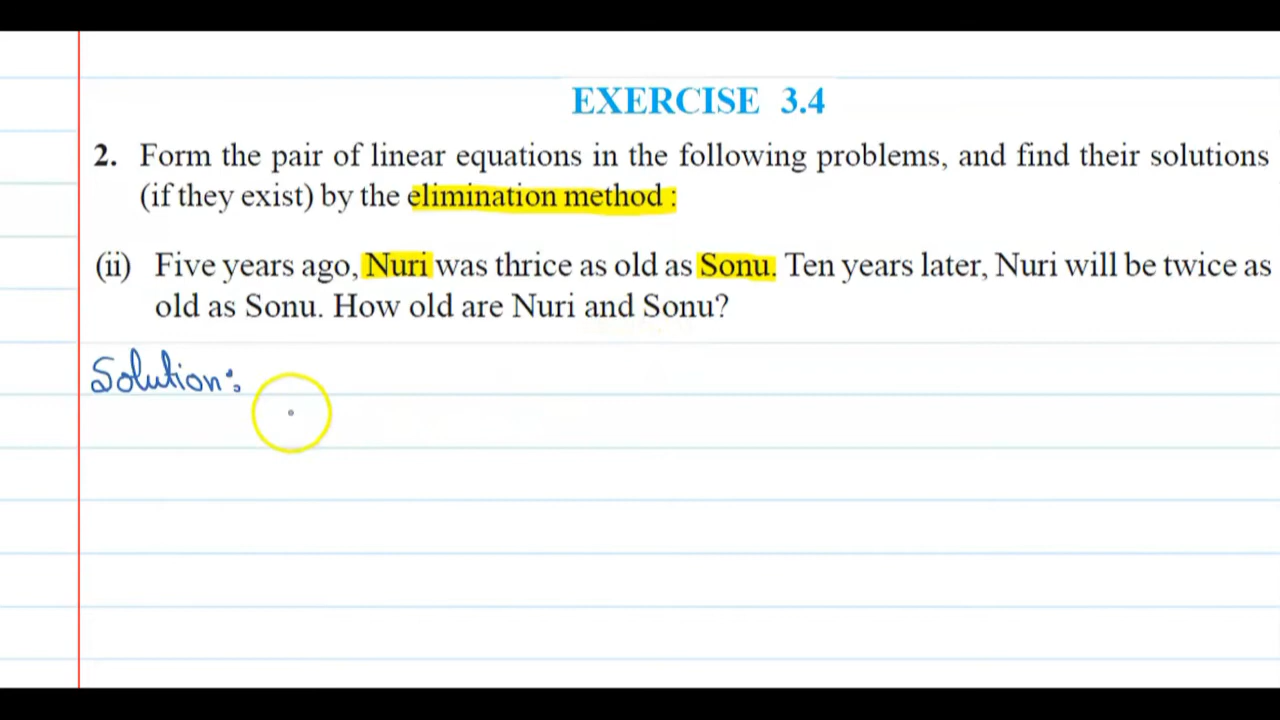 EXERCISE 3.4
2. Form the pair of linear equations in the following problems, and find their solutions
(if they exist) by the elimination method :
(ii) Five years ago, Nuri was thrice as old as Sonu. Ten years later, Nuri will be twice as
old as Sonu. How old are Nuri and Sonu?
Solution: